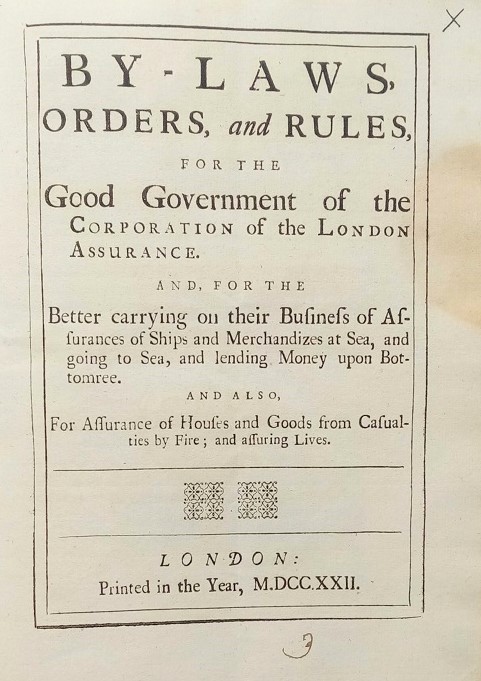 X
BY-LAWS,
ORDERS, and RULES,
FOR THE
Good Government of the
CORPORATION of the LONDON
ASSURANCE.
AND, FOR THE
Better carrying on their Buſineſs of Aſ-
ſurances of Ships and Merchandizes at Sea, and
going to Sea, and lending Money upon Bot-
tomree.
AND ALSO,
For Aſſurance of Houſes and Goods from Caſual-
ties by Fire; and aſſuring Lives.
LONDON:
Printed in the Year, M.DCC.XXII.